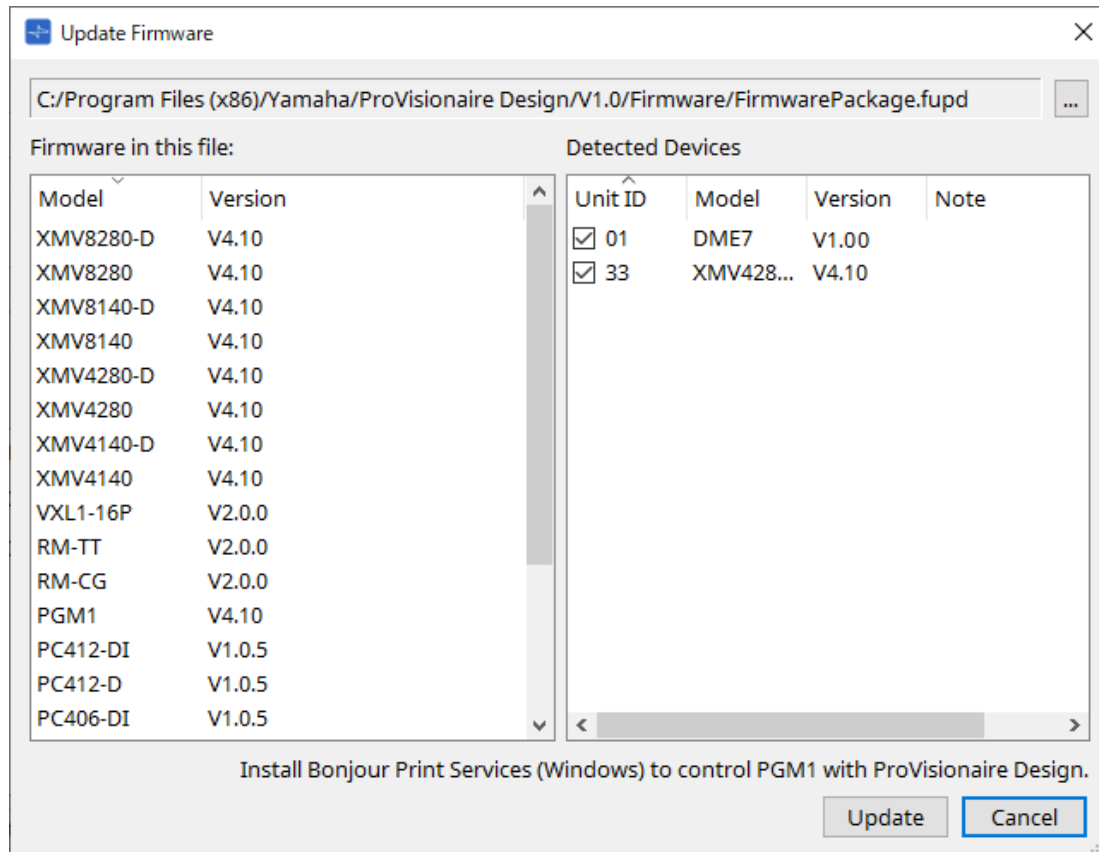 Update Firmware
C:/Program Files (x86)/Yamaha/ProVisionaire Design/V1.0/Firmware/FirmwarePackage.fupd
...
Firmware in this file:
Detected Devices
Model Version
XMV8280-D V4.10
XMV8280 V4.10
XMV8140-D V4.10
XMV8140 V4.10
XMV4280-D V4.10
XMV4280 V4.10
XMV4140-D V4.10
XMV4140 V4.10
VXL1-16P V2.0.0
RM-TT V2.0.0
RM-CG V2.0.0
PGM1 V4.10
PC412-DI V1.0.5
PC412-D V1.0.5
PC406-DI V1.0.5
Unit ID Model Version Note
01 DME7 V1.00
33 XMV428... V4.10
Install Bonjour Print Services (Windows) to control PGM1 with ProVisionaire Design.
Update Cancel